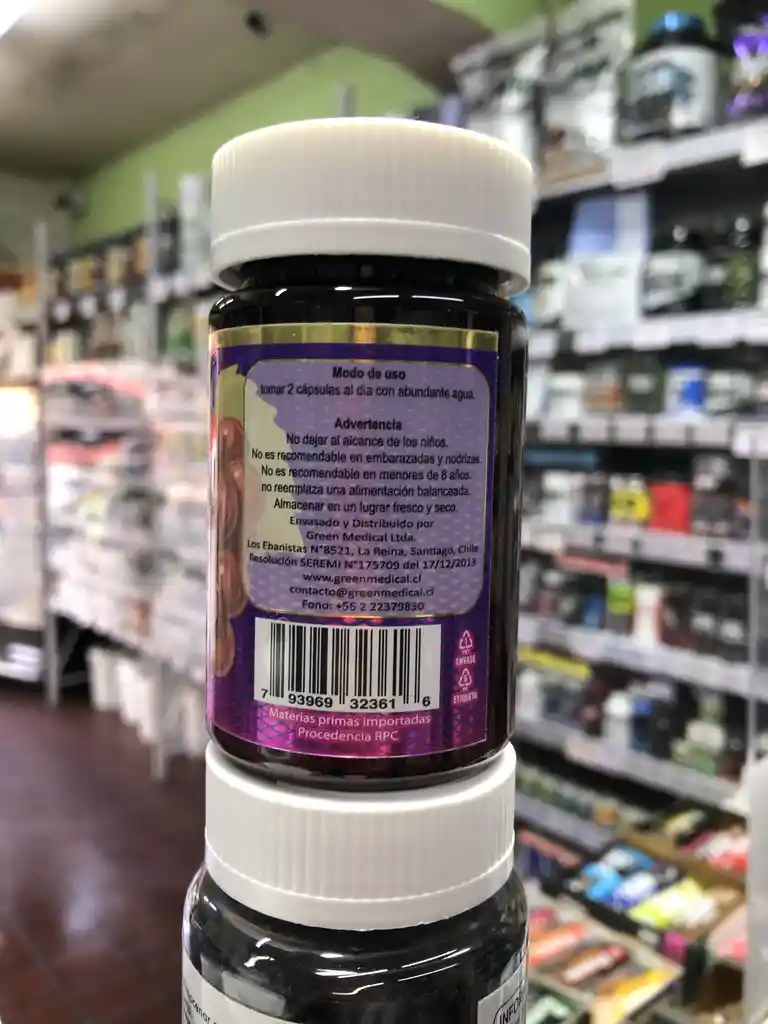 Modo de uso
tomar 2 cápsulas al día con abundante agua.
Advertencia
No dajar al alcance de los niños.
No es recomendable en embarazadas y nodrizas.
No es recomendable en menores de 8 años.
no reemplaza una alimentación balanceada.
Almacenar en un lugrar fresco y seco.
Envasado y Distribuido por
Green Medical Ltda.
Los Ebanistas N°8521, La Reina, Santiago, Chile
Resolución SEREMI N°175709 del 17/12/2013
www.greenmedical.cl
contacto@greenmedical.cl
Fono: +56 2 22379830
7 93969 32361 6
ENVASE
ETIQUETA
Materias primas importadas
Procedencia RPC